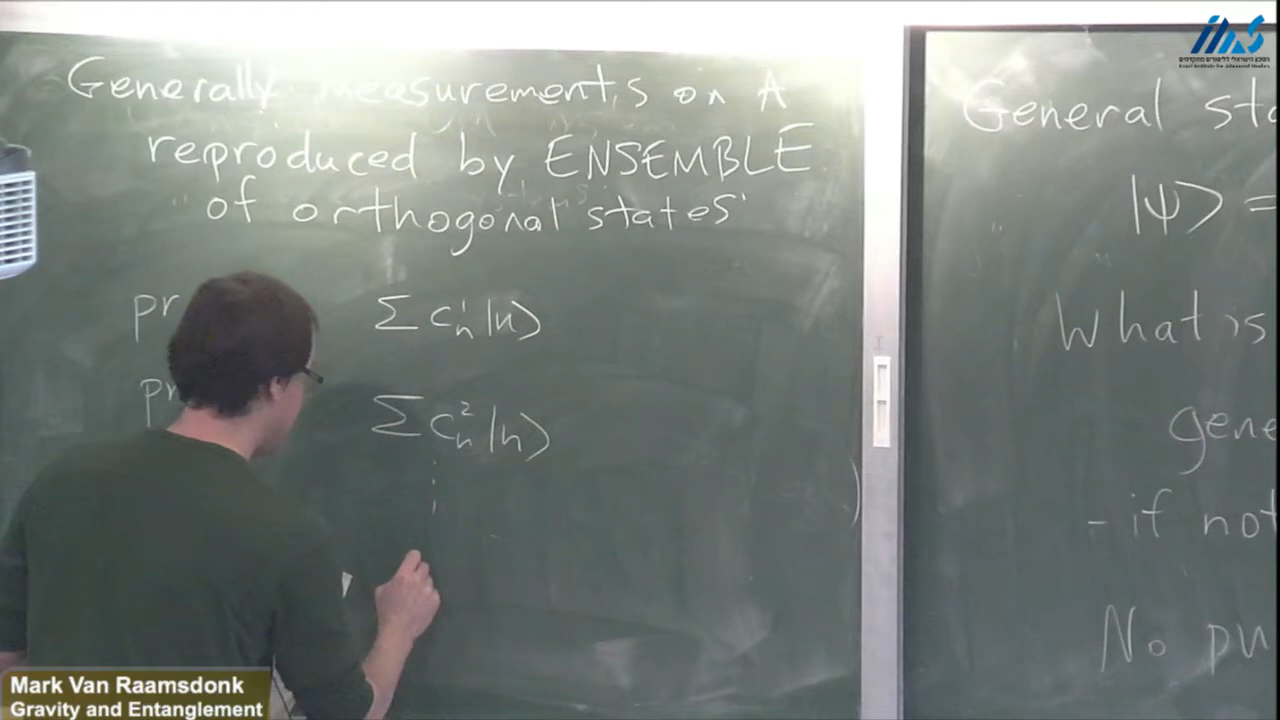 Generally measurements on A
reproduced by ENSEMBLE
of orthogonal states
pr
Σ c¹ₙ |n⟩
pr
Σ c²ₙ |n⟩
General sta
|ψ⟩ =
What is
gene
- if not
No pu
Mark Van Raamsdonk
Gravity and Entanglement